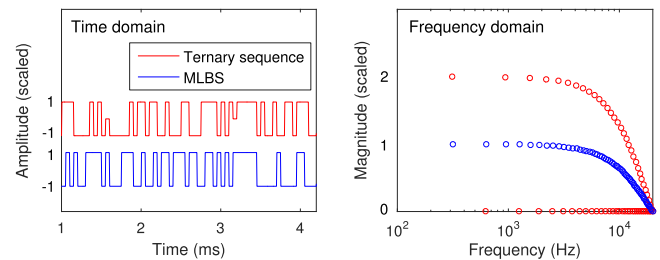 Time domain
Ternary sequence
MLBS
Amplitude (scaled)
1
-1
1
-1
1
2
3
4
Time (ms)
Frequency domain
Magnitude (scaled)
2
1
0
10²
10³
10⁴
Frequency (Hz)